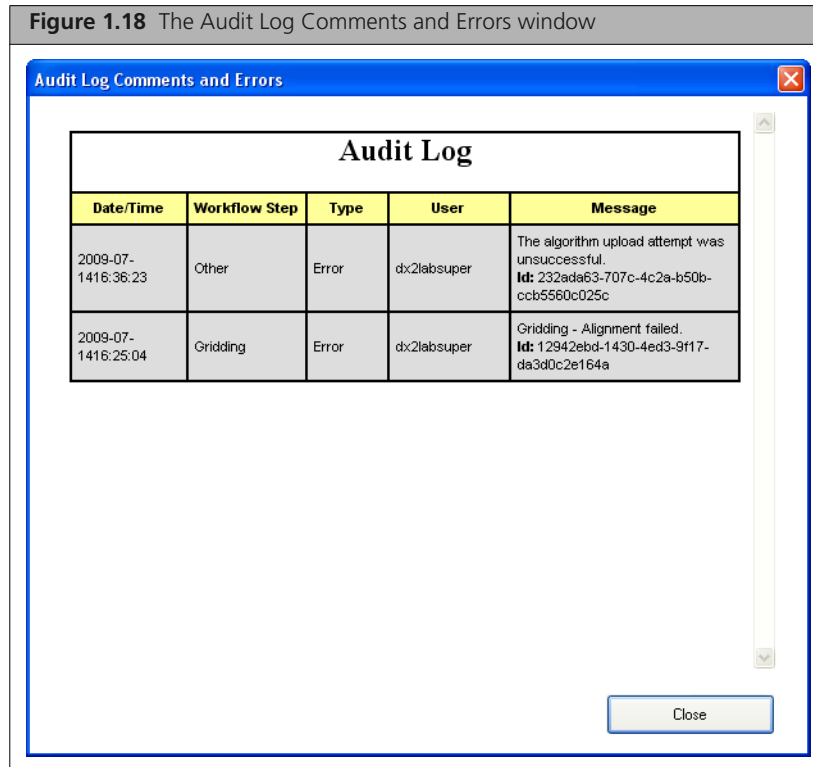 Figure 1.18 The Audit Log Comments and Errors window
Audit Log Comments and Errors
Audit Log
Date/Time Workflow Step Type User Message
2009-07-
1416:36:23
Other
Error
dx2labsuper
The algorithm upload attempt was
unsuccessful.
Id: 232ada63-707c-4c2a-b50b-
ccb5560c025c
2009-07-
1416:25:04
Gridding
Error
dx2labsuper
Gridding - Alignment failed.
Id: 12942ebd-1430-4ed3-9f17-
da3d0c2e164a
Close